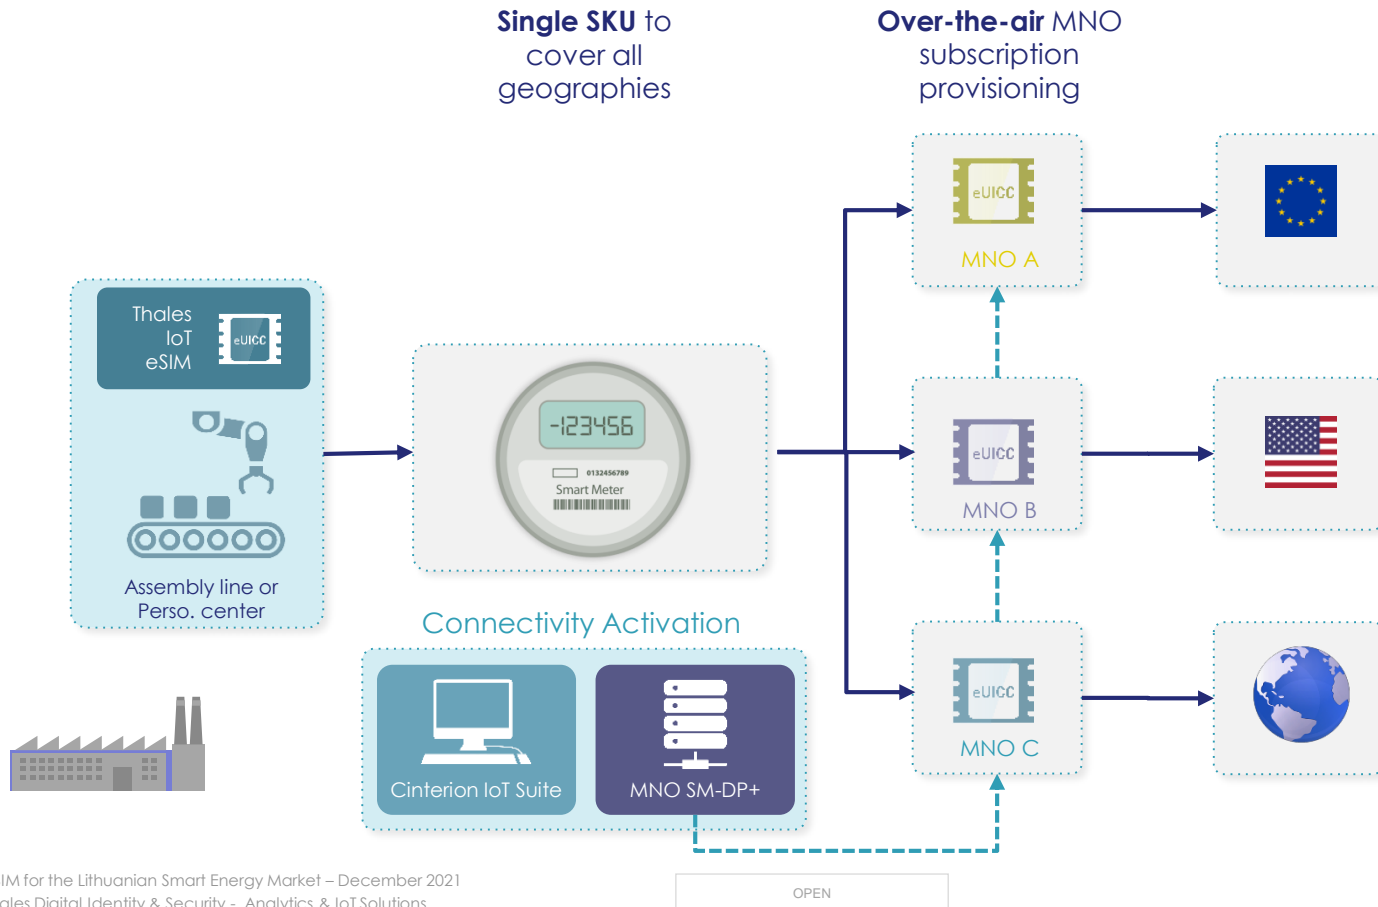 Single SKU to
cover all
geographies
Over-the-air MNO
subscription
provisioning
Thales
IoT
eSIM
eUICC
Assembly line or
Perso. center
-123456
0132456789
Smart Meter
eUICC
MNO A
eUICC
MNO B
eUICC
MNO C
Connectivity Activation
Cinterion IoT Suite
MNO SM-DP+
IM for the Lithuanian Smart Energy Market – December 2021
ales Digital Identity & Security - Analytics & IoT Solutions
OPEN